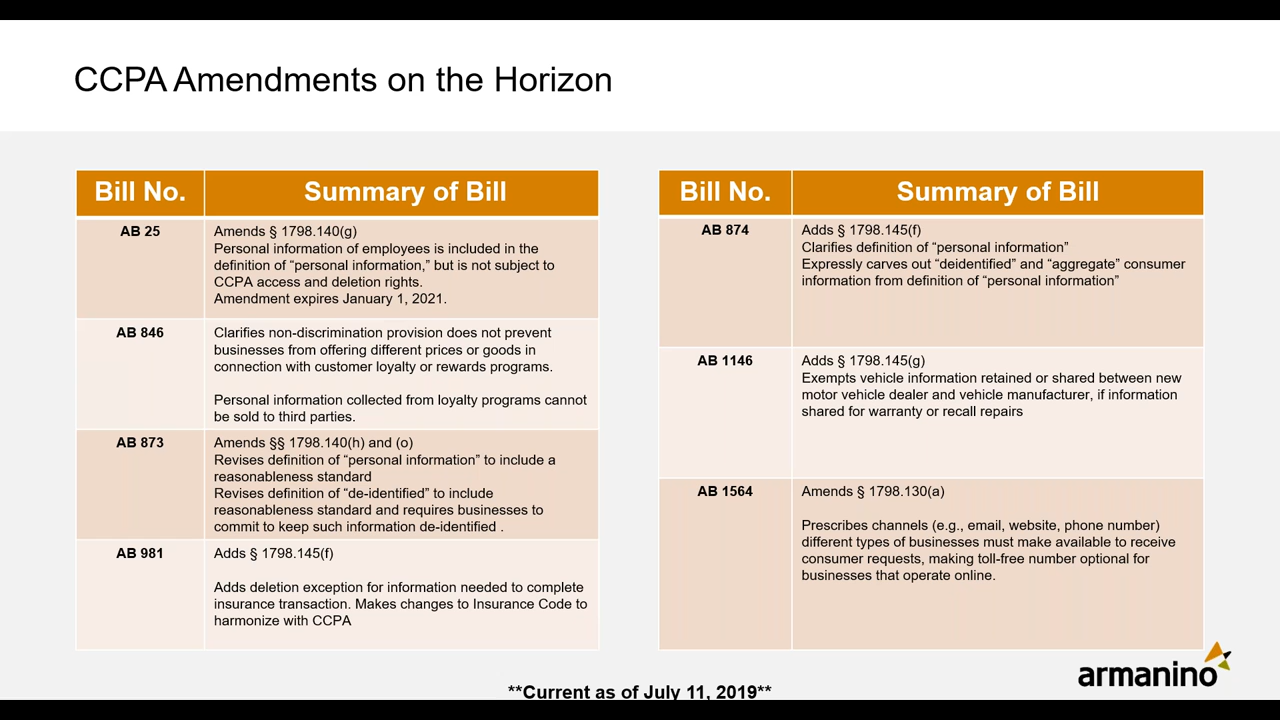 CCPA Amendments on the Horizon
Bill No.
Summary of Bill
AB 25
Amends § 1798.140(g)
Personal information of employees is included in the
definition of “personal information,” but is not subject to
CCPA access and deletion rights.
Amendment expires January 1, 2021.
AB 846
Clarifies non-discrimination provision does not prevent
businesses from offering different prices or goods in
connection with customer loyalty or rewards programs.
Personal information collected from loyalty programs cannot
be sold to third parties.
AB 873
Amends §§ 1798.140(h) and (o)
Revises definition of “personal information” to include a
reasonableness standard
Revises definition of “de-identified” to include
reasonableness standard and requires businesses to
commit to keep such information de-identified .
AB 981
Adds § 1798.145(f)
Adds deletion exception for information needed to complete
insurance transaction. Makes changes to Insurance Code to
harmonize with CCPA
Bill No.
Summary of Bill
AB 874
Adds § 1798.145(f)
Clarifies definition of “personal information”
Expressly carves out “deidentified” and “aggregate” consumer
information from definition of “personal information”
AB 1146
Adds § 1798.145(g)
Exempts vehicle information retained or shared between new
motor vehicle dealer and vehicle manufacturer, if information
shared for warranty or recall repairs
AB 1564
Amends § 1798.130(a)
Prescribes channels (e.g., email, website, phone number)
different types of businesses must make available to receive
consumer requests, making toll-free number optional for
businesses that operate online.
armanino
**Current as of July 11, 2019**